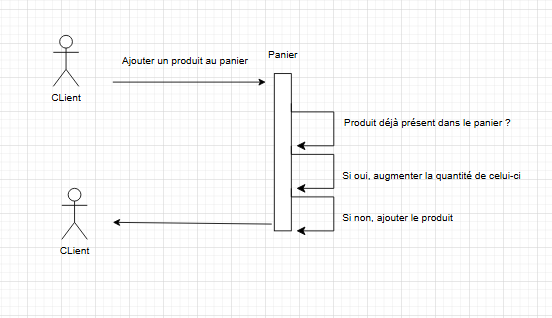 Panier
Ajouter un produit au panier
CLient
Produit déjà présent dans le panier ?
Si oui, augmenter la quantité de celui-ci
Si non, ajouter le produit
CLient